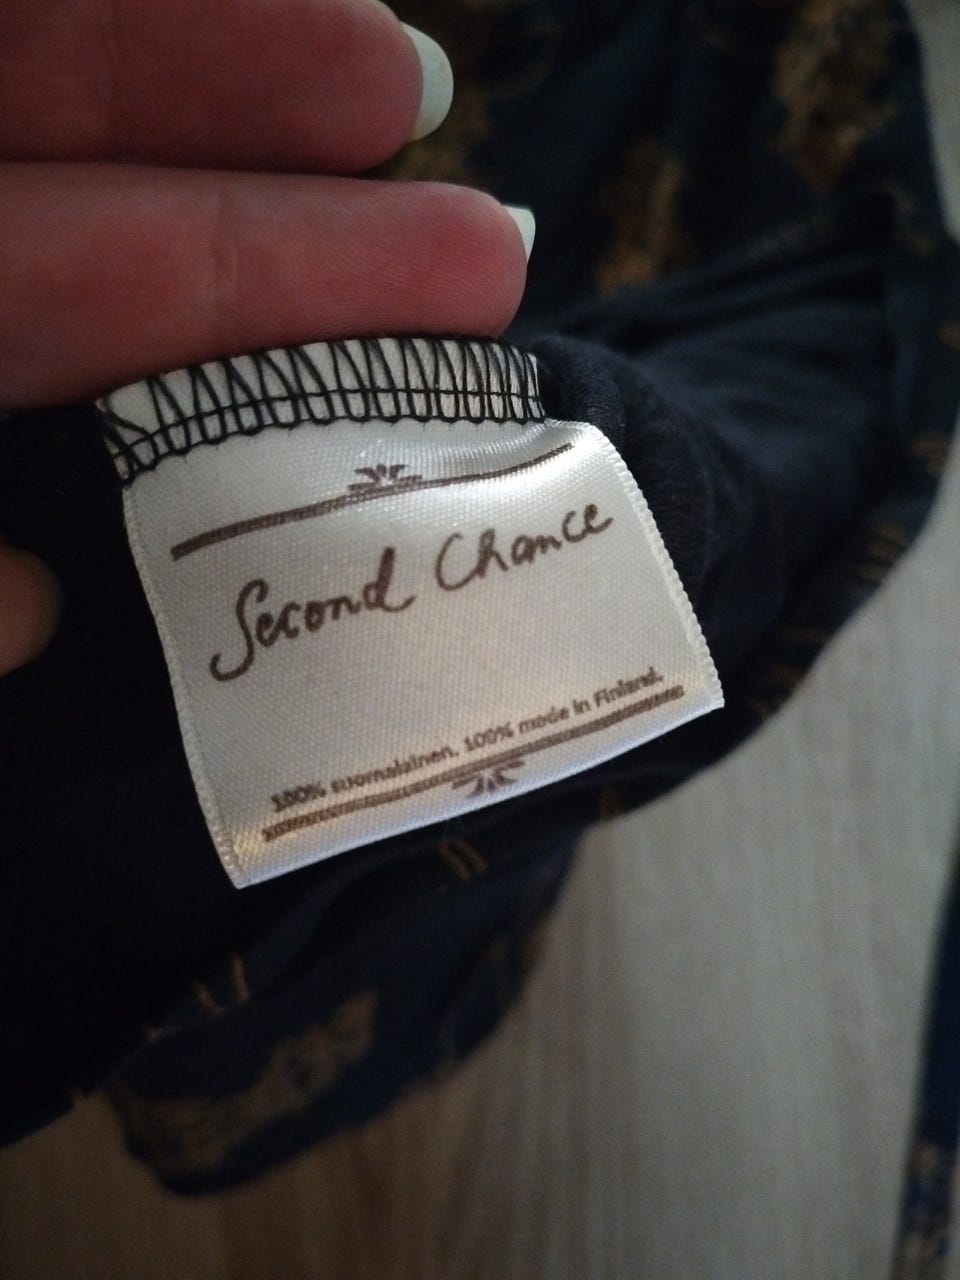 Second Chance
100% suomalainen. 100% made in Finland.